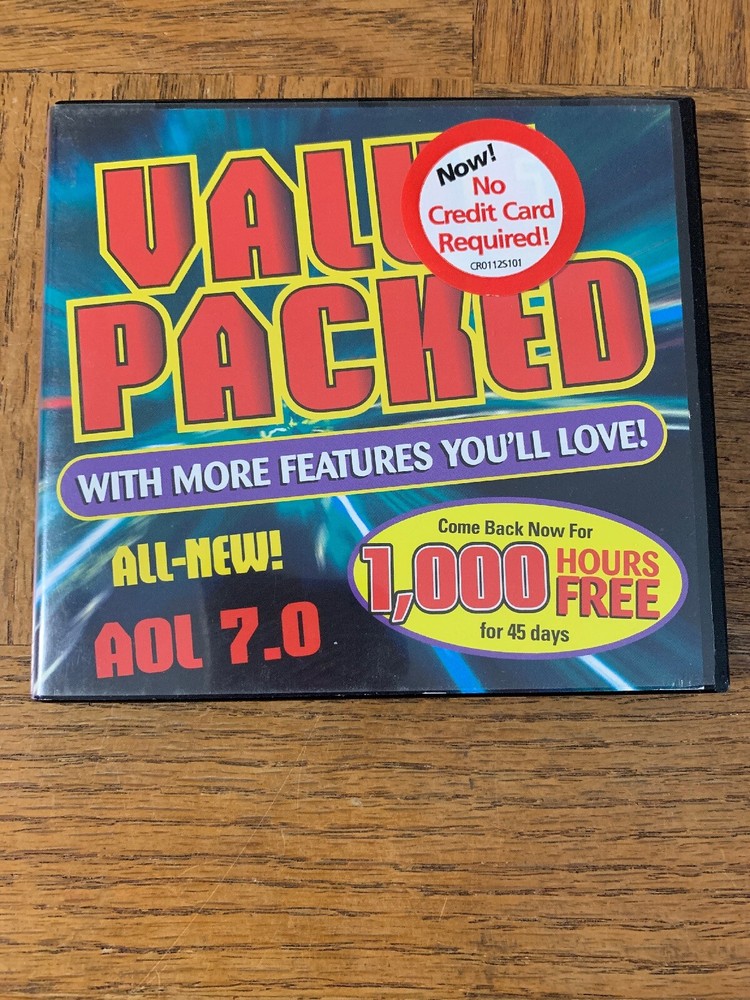 VALU
PACKED
Now!
No
Credit Card
Required!
CR0112S101
WITH MORE FEATURES YOU'LL LOVE!
ALL-NEW!
AOL 7.0
Come Back Now For
1,000 HOURS FREE
for 45 days